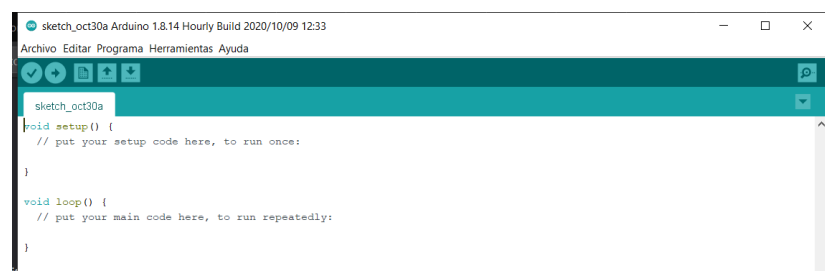 sketch_oct30a Arduino 1.8.14 Hourly Build 2020/10/09 12:33
Archivo Editar Programa Herramientas Ayuda
sketch_oct30a
void setup() {
// put your setup code here, to run once:
}
void loop() {
// put your main code here, to run repeatedly:
}